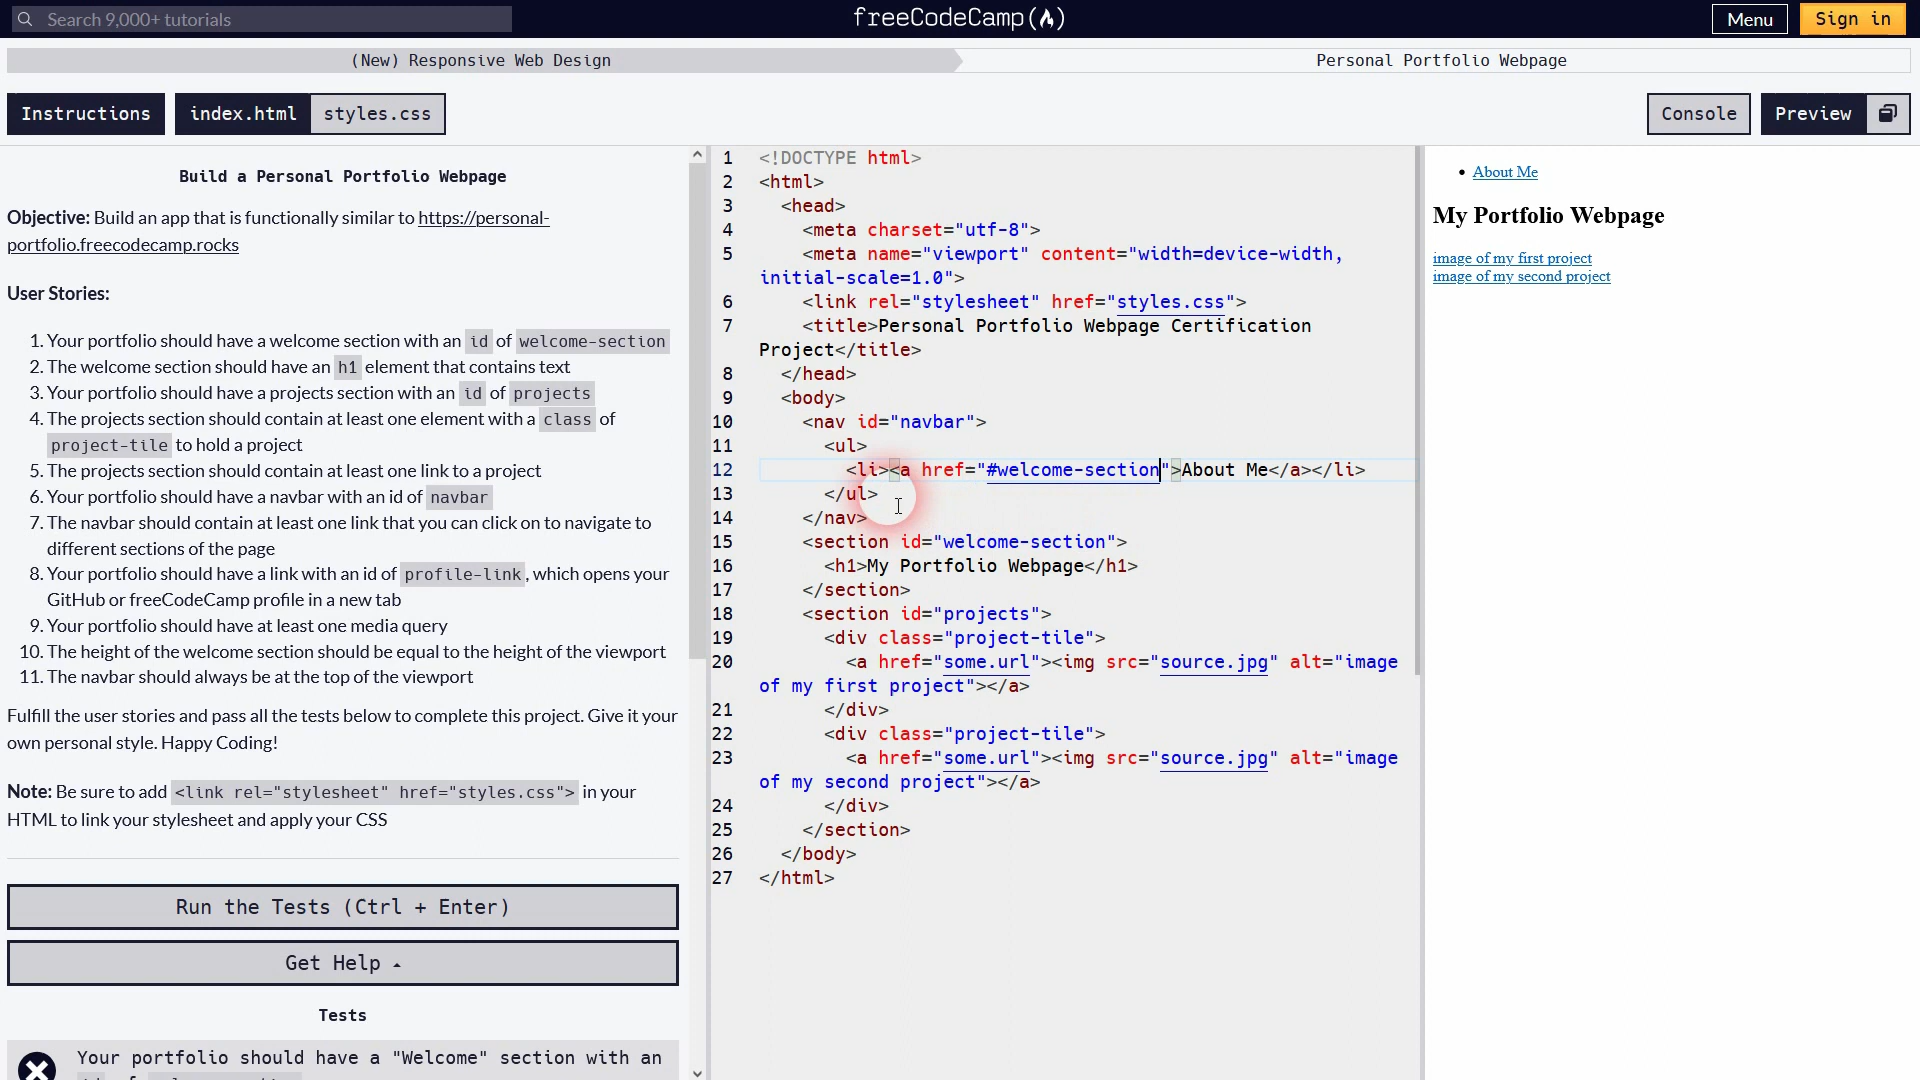 Search 9,000+ tutorials
freeCodeCamp
Menu
Sign in
(New) Responsive Web Design
Personal Portfolio Webpage
Instructions
index.html
styles.css
Console
Preview
Build a Personal Portfolio Webpage
Objective: Build an app that is functionally similar to https://personal-
portfolio.freecodecamp.rocks
User Stories:
1. Your portfolio should have a welcome section with an id of welcome-section
2. The welcome section should have an h1 element that contains text
3. Your portfolio should have a projects section with an id of projects
4. The projects section should contain at least one element with a class of
project-tile to hold a project
5. The projects section should contain at least one link to a project
6. Your portfolio should have a navbar with an id of navbar
7. The navbar should contain at least one link that you can click on to navigate to
different sections of the page
8. Your portfolio should have a link with an id of profile-link, which opens your
GitHub or freeCodeCamp profile in a new tab
9. Your portfolio should have at least one media query
10. The height of the welcome section should be equal to the height of the viewport
11. The navbar should always be at the top of the viewport
Fulfill the user stories and pass all the tests below to complete this project. Give it your
own personal style. Happy Coding!
Note: Be sure to add <link rel="stylesheet" href="styles.css"> in your
HTML to link your stylesheet and apply your CSS
Run the Tests (Ctrl + Enter)
Get Help
Tests
Your portfolio should have a "Welcome" section with an
1 <!DOCTYPE html>
2 <html>
3 <head>
4 <meta charset="utf-8">
5 <meta name="viewport" content="width=device-width,
initial-scale=1.0">
6 <link rel="stylesheet" href="styles.css">
7 <title>Personal Portfolio Webpage Certification
Project</title>
8 </head>
9 <body>
10 <nav id="navbar">
11 <ul>
12 <li><a href="#welcome-section">About Me</a></li>
13 </ul>
14 </nav>
15 <section id="welcome-section">
16 <h1>My Portfolio Webpage</h1>
17 </section>
18 <section id="projects">
19 <div class="project-tile">
20 <a href="some.url"><img src="source.jpg" alt="image
of my first project"></a>
21 </div>
22 <div class="project-tile">
23 <a href="some.url"><img src="source.jpg" alt="image
of my second project"></a>
24 </div>
25 </section>
26 </body>
27 </html>
• About Me
My Portfolio Webpage
image of my first project
image of my second project